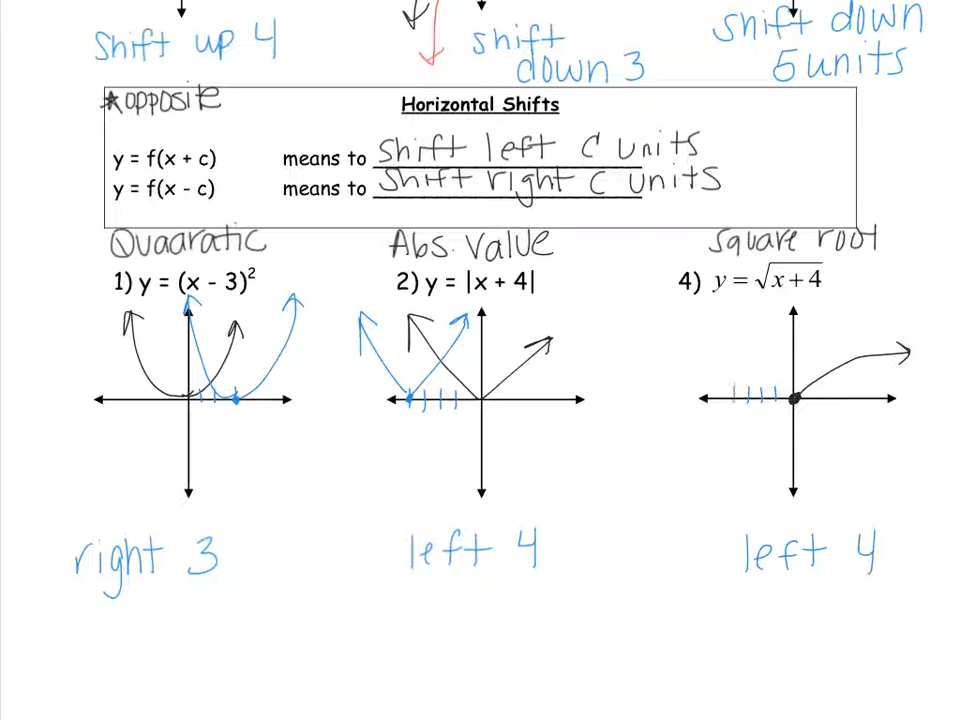 shift up 4
shift down 3
shift down 5 units
*opposite
Horizontal Shifts
y = f(x + c) means to shift left c units
y = f(x - c) means to shift right c units
Quadratic
Abs. value
square root
1) y = (x - 3)²
2) y = |x + 4|
4) y = √x + 4
right 3
left 4
left 4